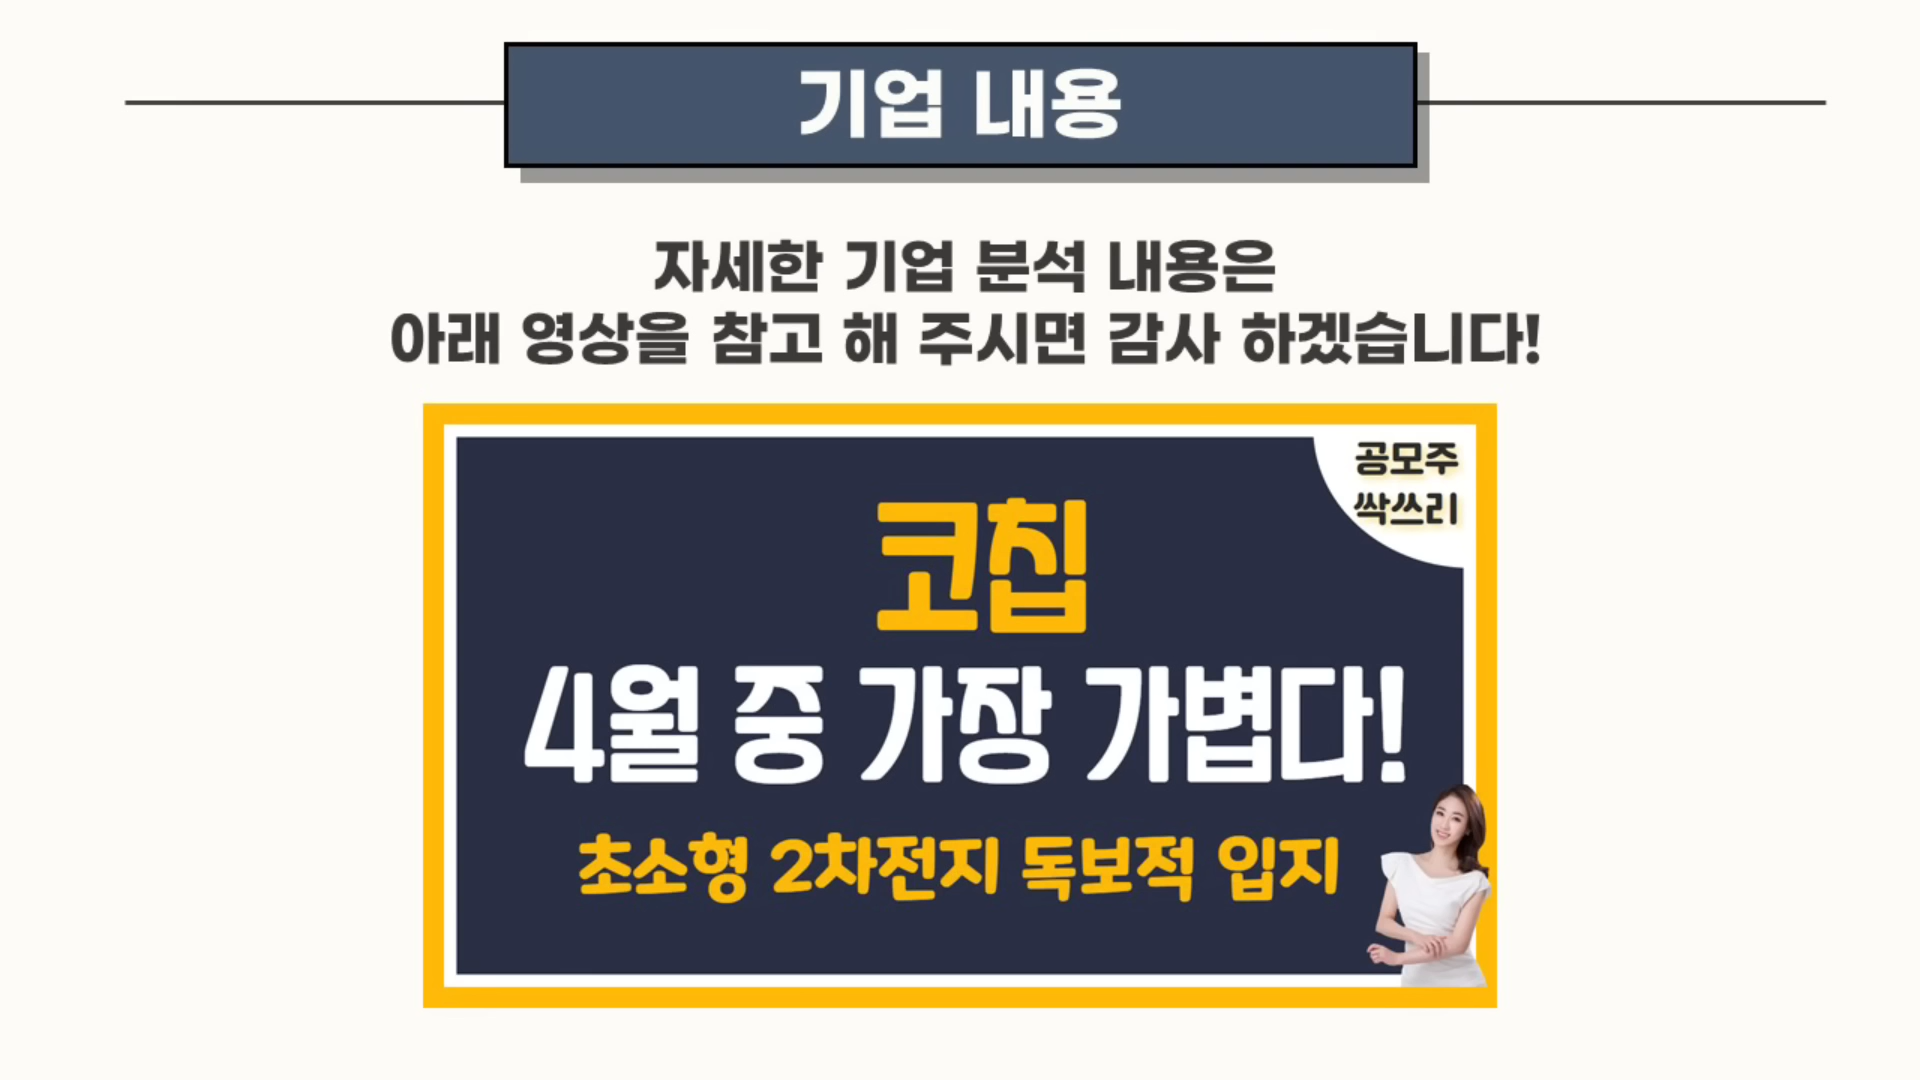 기업 내용
자세한 기업 분석 내용은
아래 영상을 참고 해 주시면 감사 하겠습니다!
공모주
싹쓰리
코칩
4월 중 가장 가볍다!
초소형 2차전지 독보적 입지